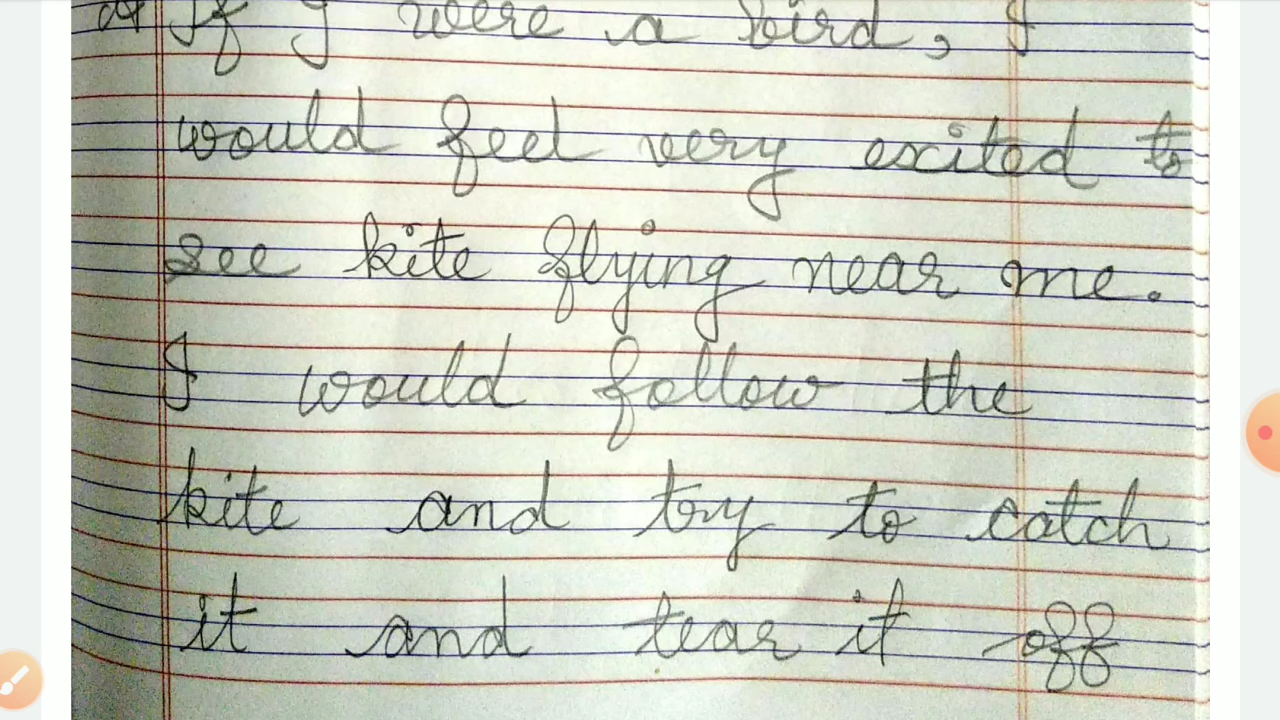 If I were a bird, I
would feel very exited to
see kite flying near me.
I would follow the
kite and try to catch
it and tear it off